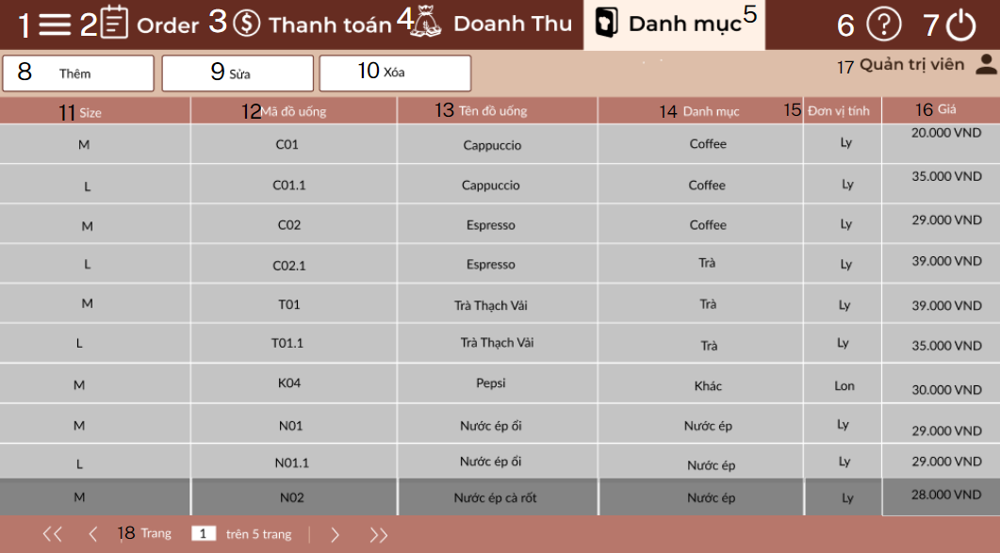 1 2 Order 3 Thanh toán 4 Doanh Thu Danh mục 5 6 ? 7
8 Thêm 9 Sửa 10 Xóa 17 Quản trị viên
11 Size 12 Mã đồ uống 13 Tên đồ uống 14 Danh mục 15 Đơn vị tính 16 Giá
M C01 Cappuccio Coffee Ly 20.000 VND
L C01.1 Cappuccio Coffee Ly 35.000 VND
M C02 Espresso Coffee Ly 29.000 VND
L C02.1 Espresso Trà Ly 39.000 VND
M T01 Trà Thạch Vải Trà Ly 39.000 VND
L T01.1 Trà Thạch Vải Trà Ly 35.000 VND
M K04 Pepsi Khác Lon 30.000 VND
M N01 Nước ép ổi Nước ép Ly 29.000 VND
L N01.1 Nước ép ổi Nước ép Ly 29.000 VND
M N02 Nước ép cà rốt Nước ép Ly 28.000 VND
<< < 18 Trang 1 trên 5 trang | > >>